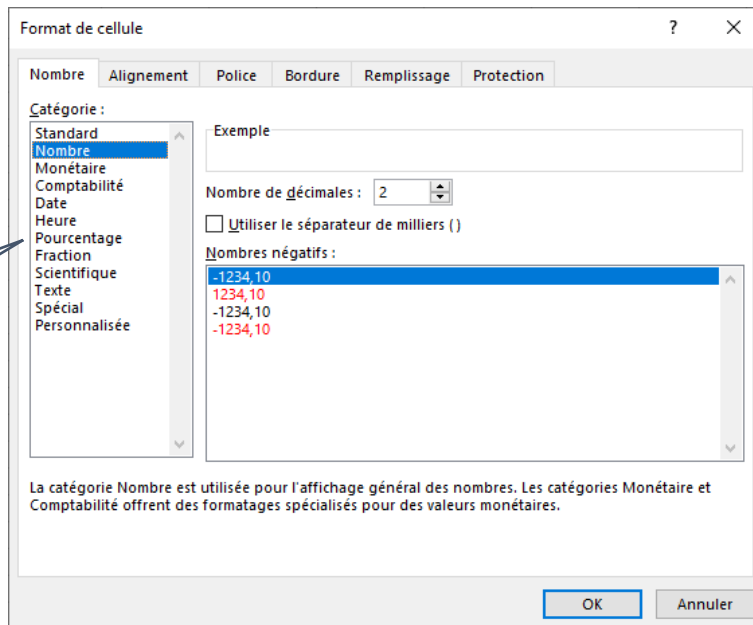 Format de cellule ?
Nombre Alignement Police Bordure Remplissage Protection
Catégorie :
Standard
Nombre
Monétaire
Comptabilité
Date
Heure
Pourcentage
Fraction
Scientifique
Texte
Spécial
Personnalisée
Exemple
Nombre de décimales : 2
Utiliser le séparateur de milliers ( )
Nombres négatifs :
-1234,10
1234,10
-1234,10
-1234,10
La catégorie Nombre est utilisée pour l'affichage général des nombres. Les catégories Monétaire et
Comptabilité offrent des formatages spécialisés pour des valeurs monétaires.
OK Annuler